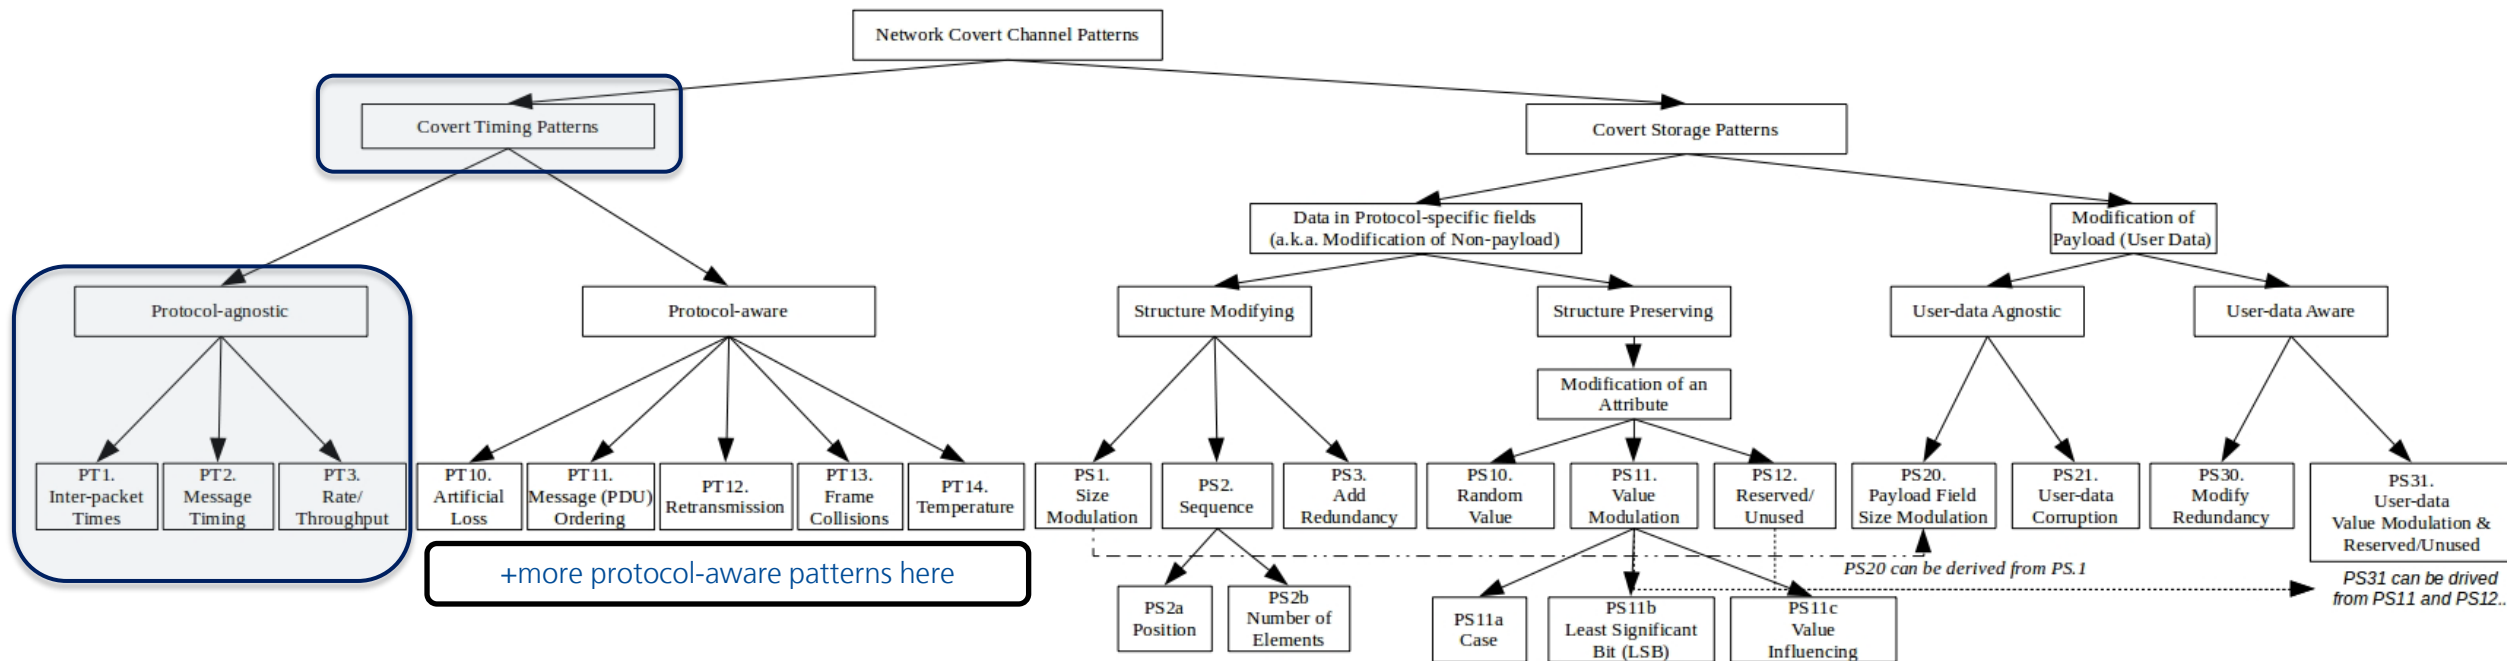 Network Covert Channel Patterns
Covert Timing Patterns
Covert Storage Patterns
Data in Protocol-specific fields
(a.k.a. Modification of Non-payload)
Modification of
Payload (User Data)
Protocol-agnostic
Protocol-aware
Structure Modifying
Structure Preserving
User-data Agnostic
User-data Aware
Modification of an
Attribute
PT1.
Inter-packet
Times
PT2.
Message
Timing
PT3.
Rate/
Throughput
PT10.
Artificial
Loss
PT11.
Message (PDU)
Ordering
PT12.
Retransmission
PT13.
Frame
Collisions
PT14.
Temperature
PS1.
Size
Modulation
PS2.
Sequence
PS3.
Add
Redundancy
PS10.
Random
Value
PS11.
Value
Modulation
PS12.
Reserved/
Unused
PS20.
Payload Field
Size Modulation
PS21.
User-data
Corruption
PS30.
Modify
Redundancy
PS31.
User-data
Value Modulation &
Reserved/Unused
+more protocol-aware patterns here
PS20 can be derived from PS.1
PS31 can be drived
from PS11 and PS12..
PS2a
Position
PS2b
Number of
Elements
PS11a
Case
PS11b
Least Significant
Bit (LSB)
PS11c
Value
Influencing